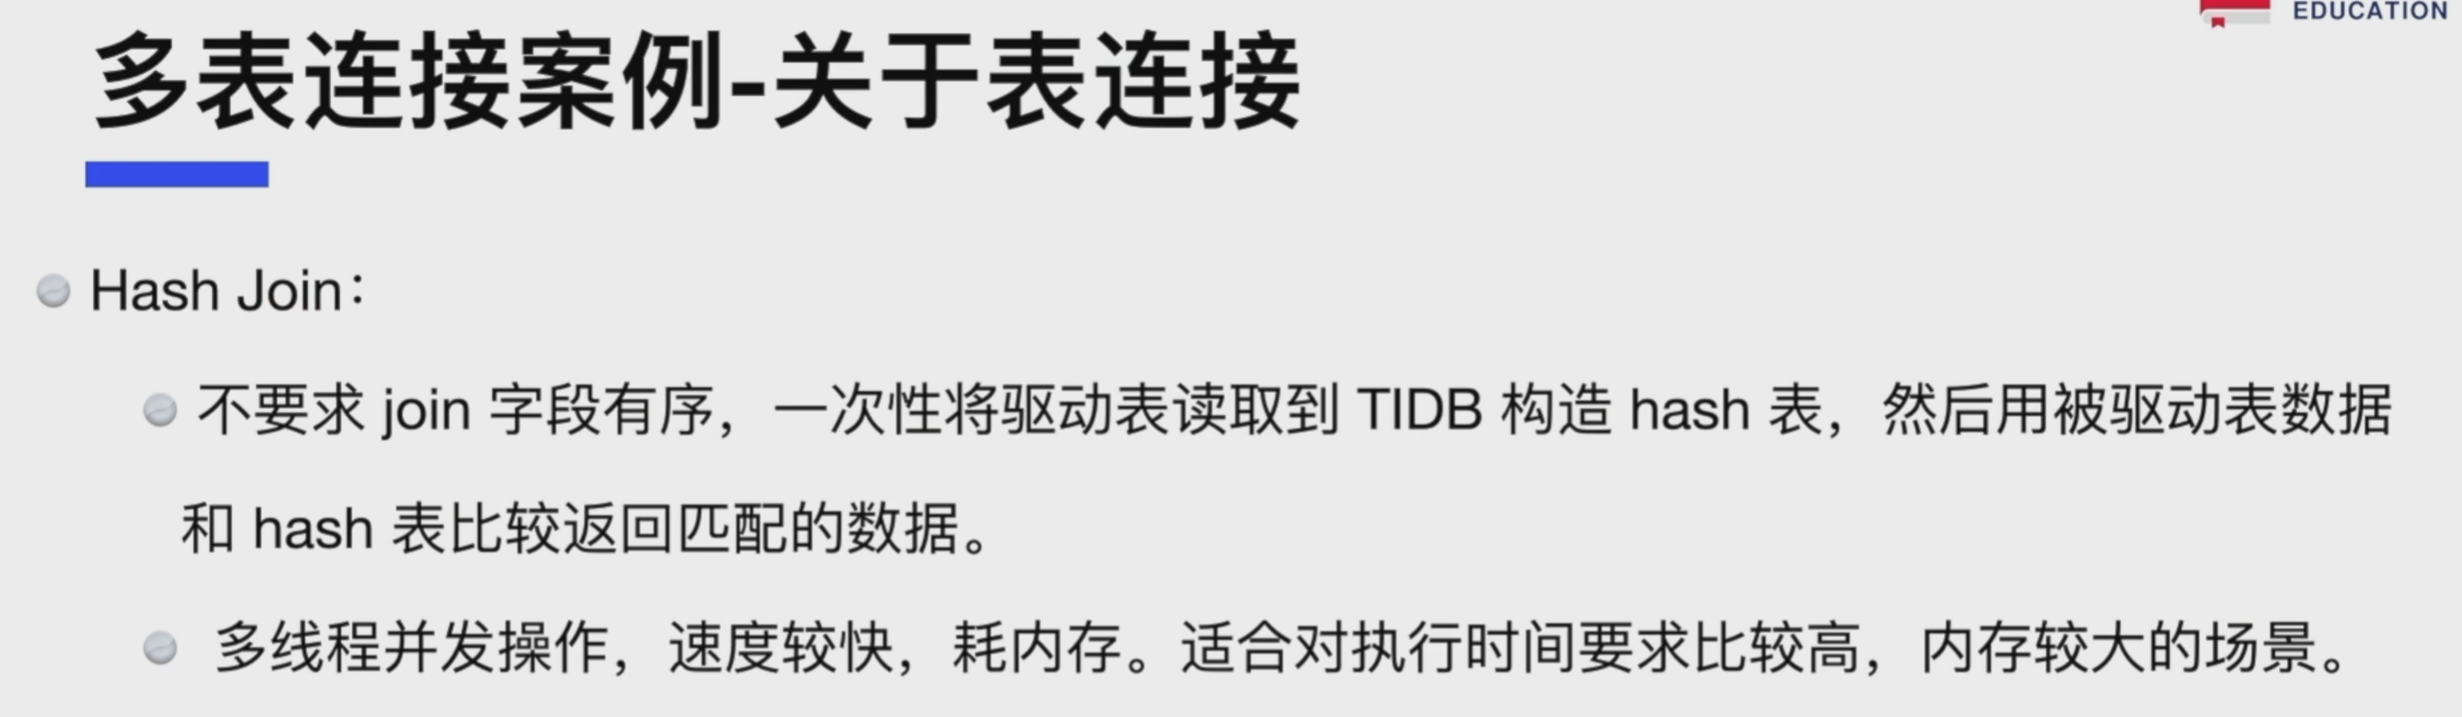 EDUCATION
多表连接案例-关于表连接
Hash Join：
不要求 join 字段有序，一次性将驱动表读取到 TIDB 构造 hash 表，然后用被驱动表数据
和 hash 表比较返回匹配的数据。
多线程并发操作，速度较快，耗内存。适合对执行时间要求比较高，内存较大的场景。